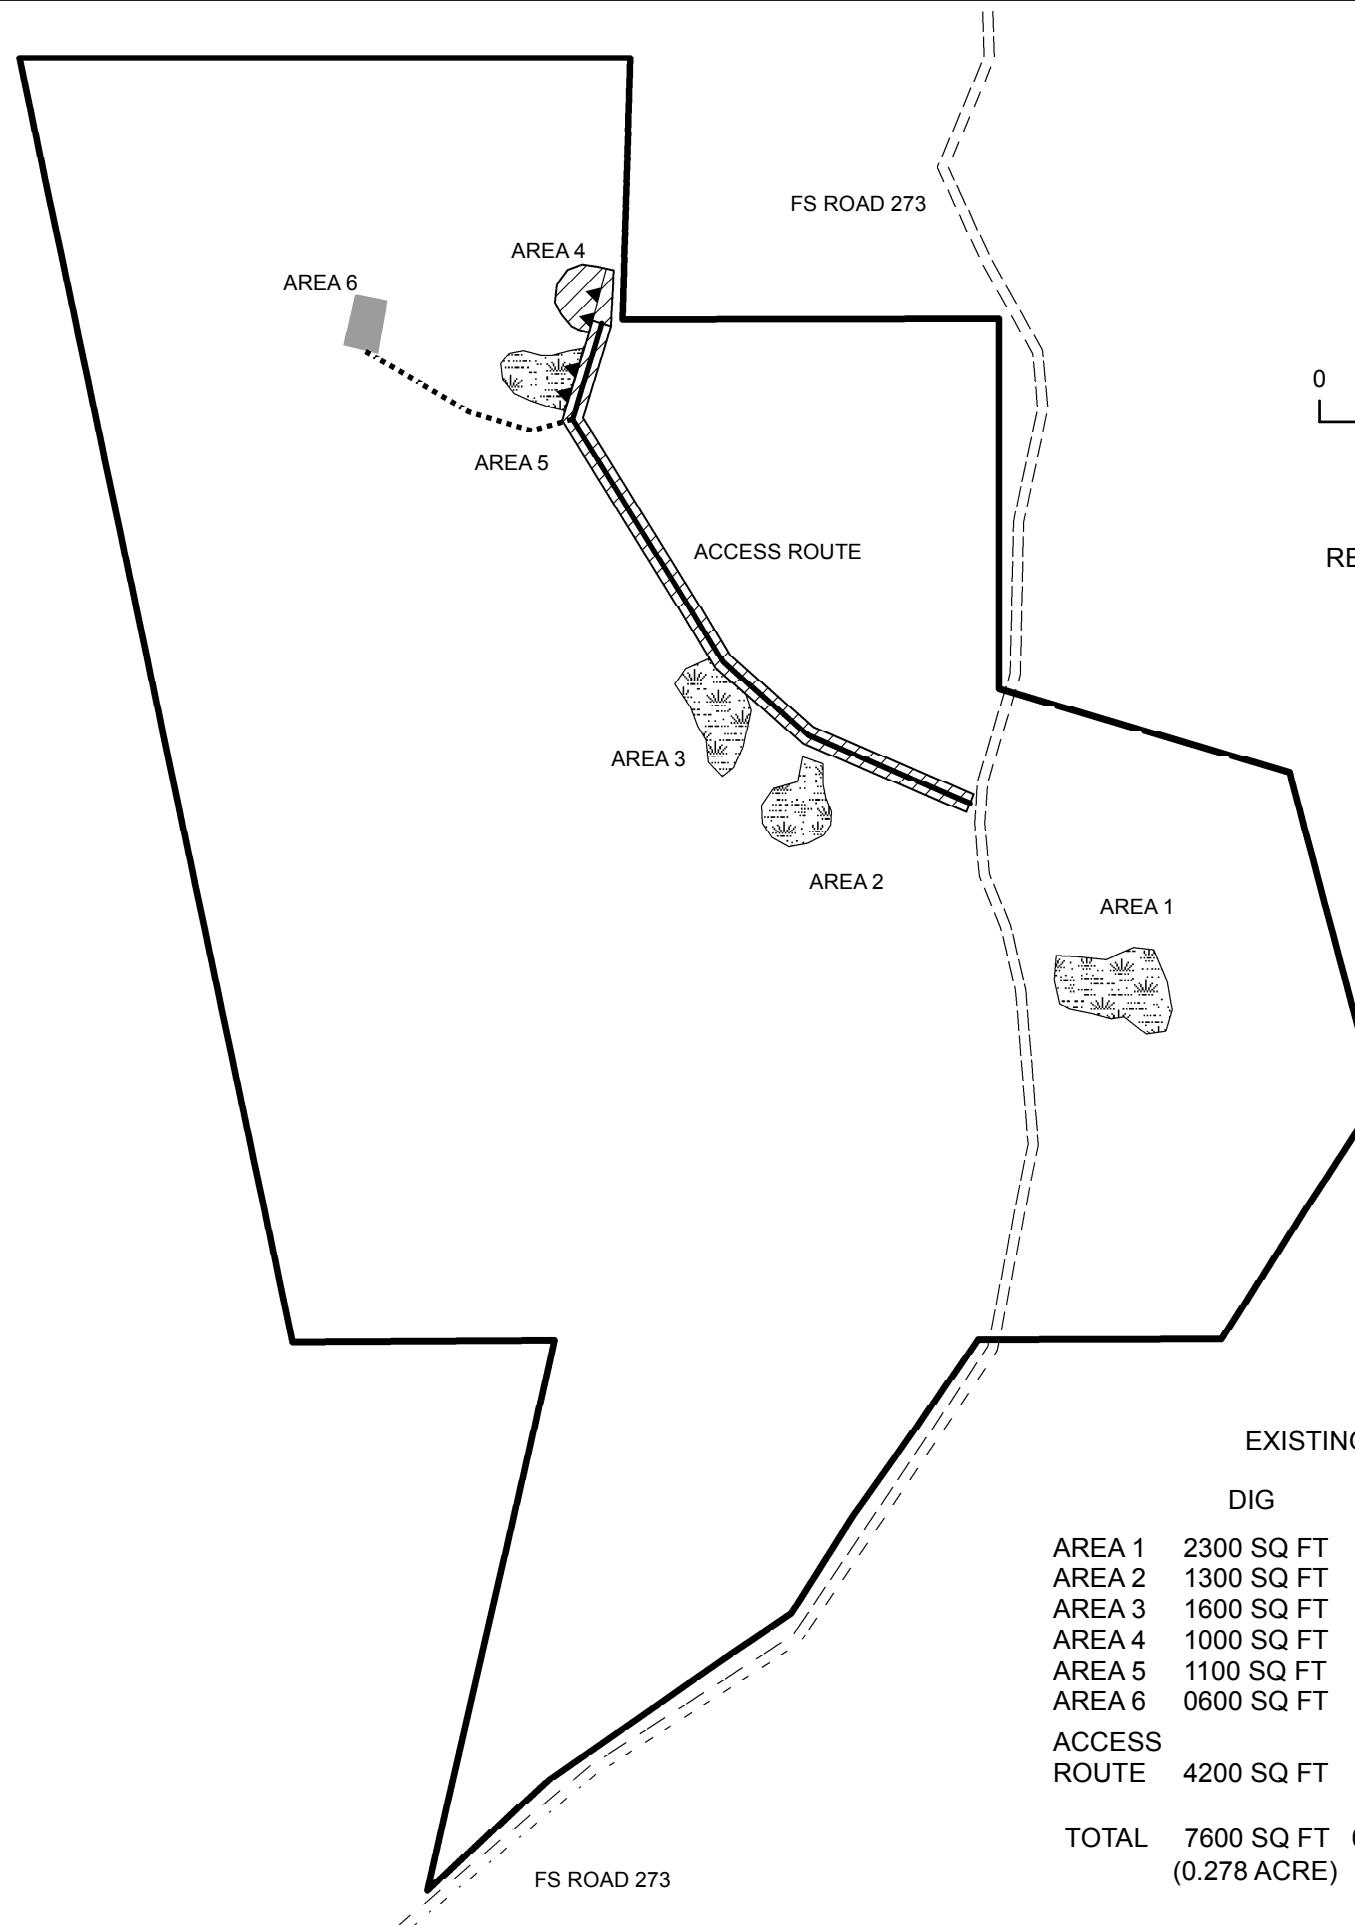 FS ROAD 273
AREA 4
AREA 6
0
AREA 5
ACCESS ROUTE
RE
AREA 3
AREA 2
AREA 1
EXISTING
DIG
AREA 1 2300 SQ FT
AREA 2 1300 SQ FT
AREA 3 1600 SQ FT
AREA 4 1000 SQ FT
AREA 5 1100 SQ FT
AREA 6 0600 SQ FT
ACCESS
ROUTE 4200 SQ FT
TOTAL 7600 SQ FT
(0.278 ACRE)
FS ROAD 273